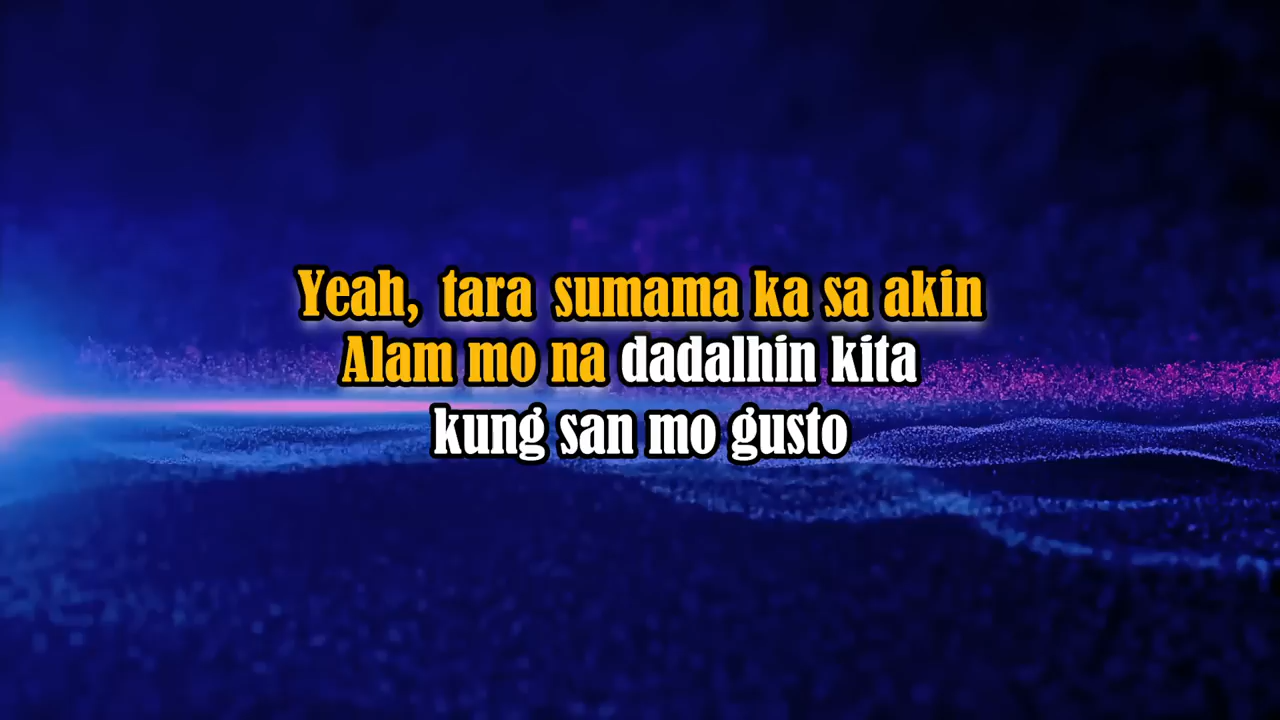 Yeah, tara sumama ka sa akin
Alam mo na dadalhin kita
kung san mo gusto